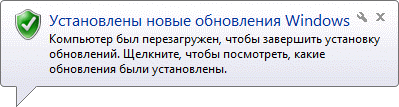 Установлены новые обновления Windows
Компьютер был перезагружен, чтобы завершить установку
обновлений. Щелкните, чтобы посмотреть, какие
обновления были установлены.